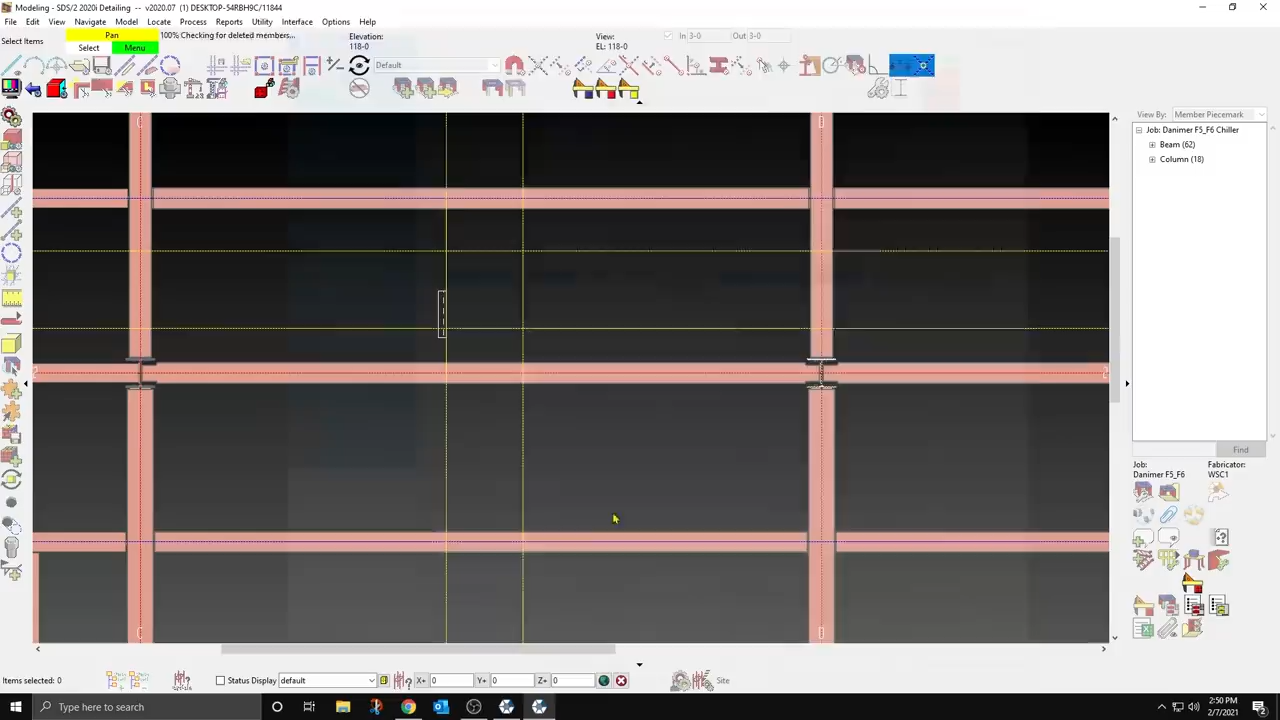 Modeling - SDS/2 2020i Detailing -- v2020.07 (1) DESKTOP-54RBH9C/11844
File Edit View Navigate Model Locate Process Reports Utility Interface Options Help
Select Items
Pan
Select Menu
100% Checking for deleted members...
Elevation:
118-0
View:
EL: 118-0
In 3-0 Out 3-0
Default
View By: Member Piecemark
Job: Danimer F5_F6 Chiller
Beam (62)
Column (18)
Find
Job: Fabricator:
Danimer F5_F6 WSC1
2 2
Items selected: 0
Status Display default
X+ 0 Y+ 0 Z+ 0
Site
Type here to search
2:50 PM
2/7/2021